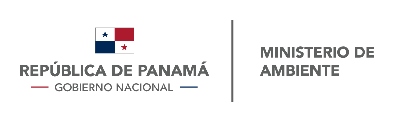 REPÚBLICA DE PANAMÁ
GOBIERNO NACIONAL
MINISTERIO DE
AMBIENTE